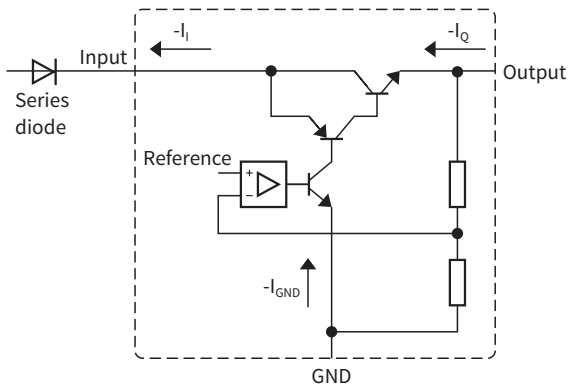 -I_I
-I_Q
Input
Output
Series
diode
Reference
+
−
-I_GND
GND